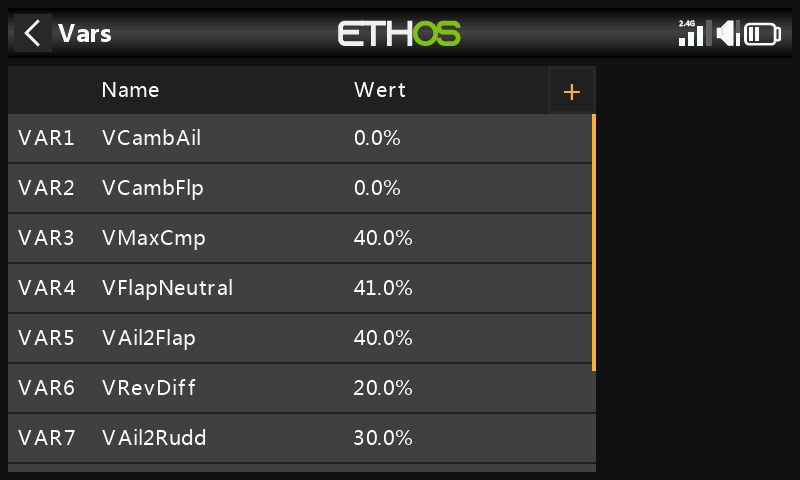 Vars ETHOS 2.4G
Name Wert +
VAR1 VCambAil 0.0%
VAR2 VCambFlp 0.0%
VAR3 VMaxCmp 40.0%
VAR4 VFlapNeutral 41.0%
VAR5 VAil2Flap 40.0%
VAR6 VRevDiff 20.0%
VAR7 VAil2Rudd 30.0%